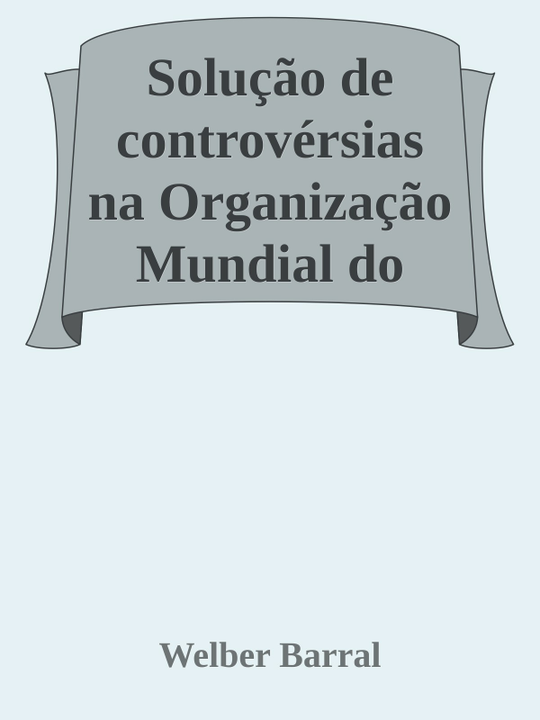 Solução de
controvérsias
na Organização
Mundial do
Welber Barral